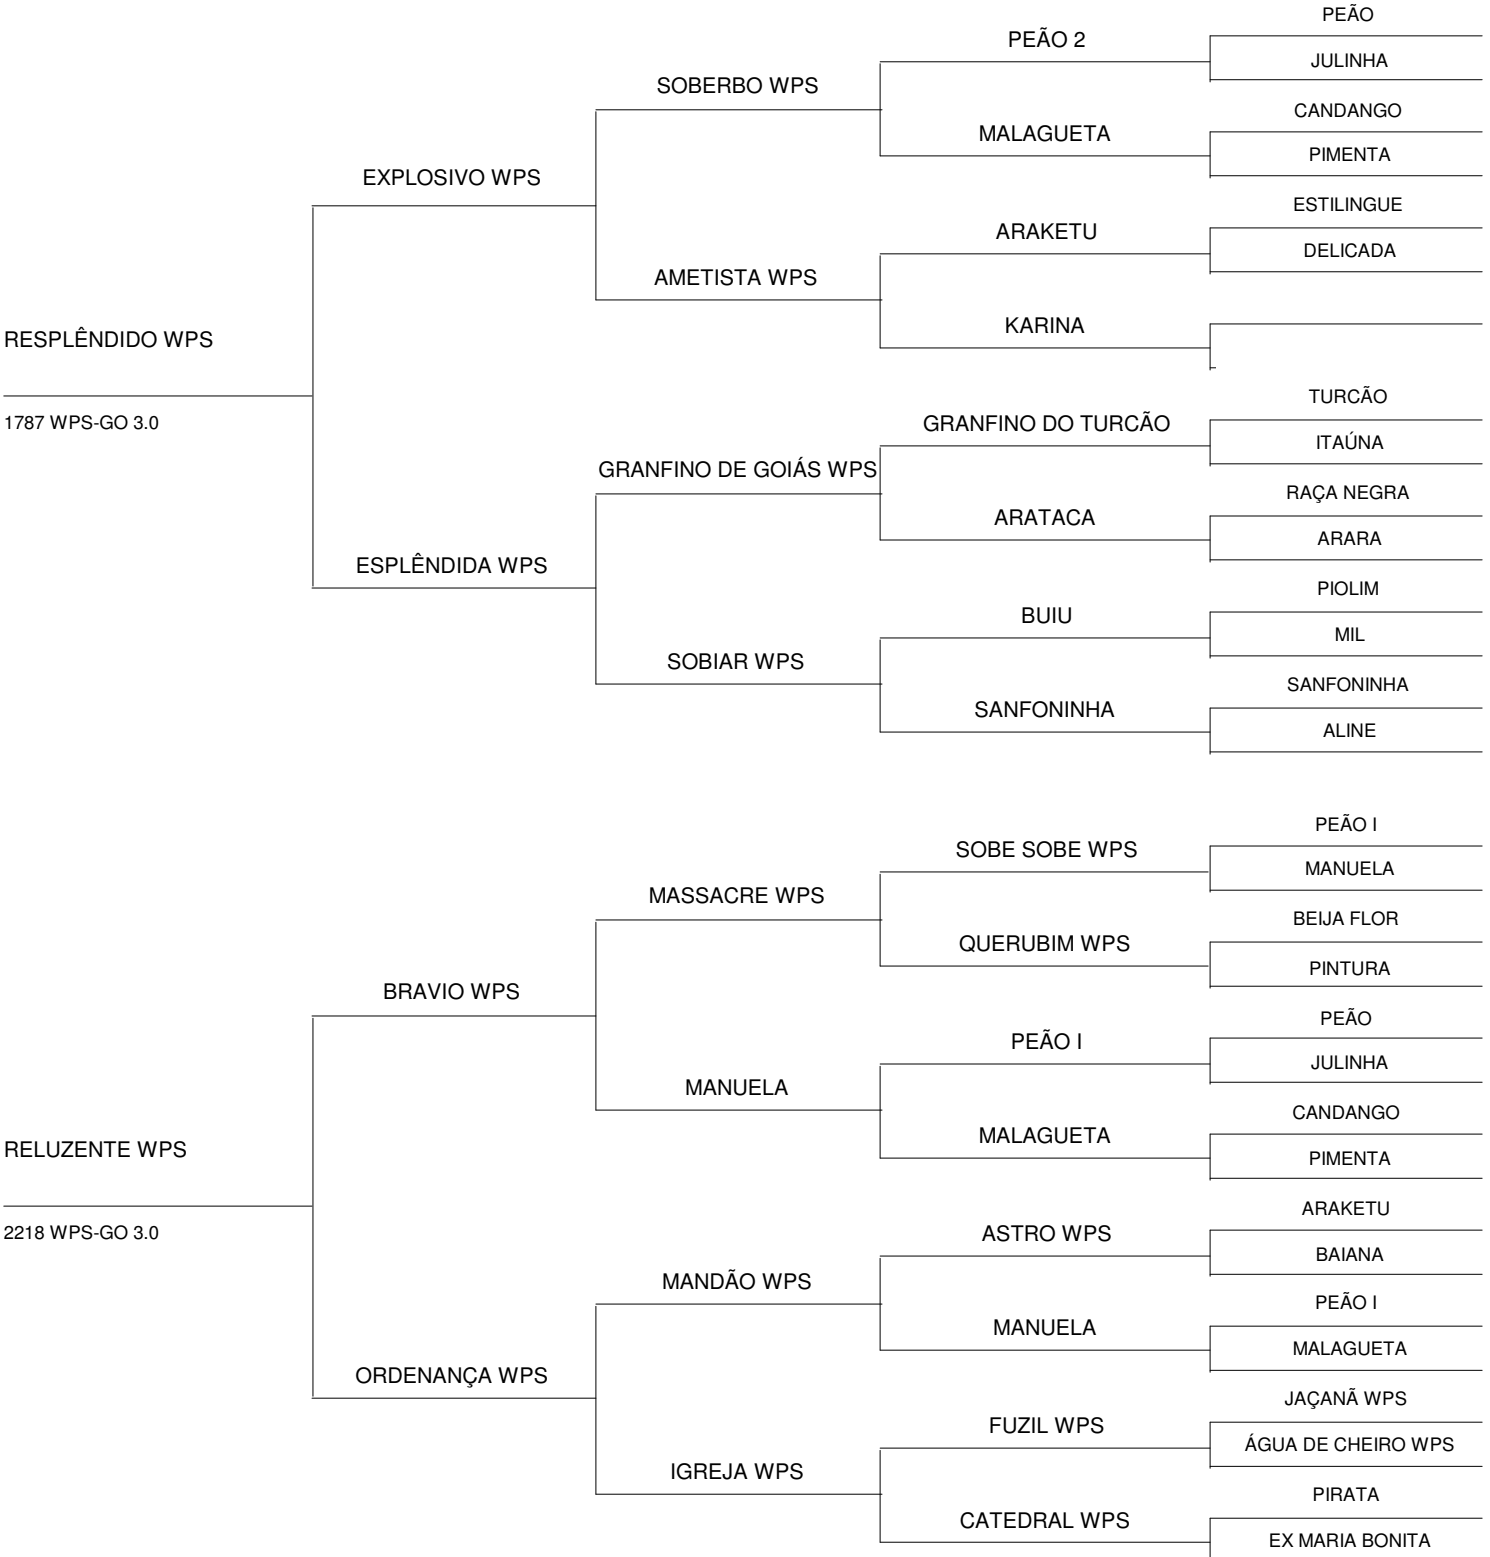 PEÃO
PEÃO 2
JULINHA
SOBERBO WPS
CANDANGO
MALAGUETA
PIMENTA
EXPLOSIVO WPS
ESTILINGUE
ARAKETU
DELICADA
AMETISTA WPS
KARINA
RESPLÊNDIDO WPS
1787 WPS-GO 3.0
TURCÃO
GRANFINO DO TURCÃO
ITAÚNA
GRANFINO DE GOIÁS WPS
RAÇA NEGRA
ARATACA
ARARA
ESPLÊNDIDA WPS
PIOLIM
BUIU
MIL
SOBIAR WPS
SANFONINHA
SANFONINHA
ALINE
PEÃO I
SOBE SOBE WPS
MANUELA
MASSACRE WPS
BEIJA FLOR
QUERUBIM WPS
PINTURA
BRAVIO WPS
PEÃO
PEÃO I
JULINHA
MANUELA
CANDANGO
MALAGUETA
PIMENTA
RELUZENTE WPS
2218 WPS-GO 3.0
ARAKETU
ASTRO WPS
BAIANA
MANDÃO WPS
PEÃO I
MANUELA
MALAGUETA
ORDENANÇA WPS
JAÇANÃ WPS
FUZIL WPS
ÁGUA DE CHEIRO WPS
IGREJA WPS
PIRATA
CATEDRAL WPS
EX MARIA BONITA